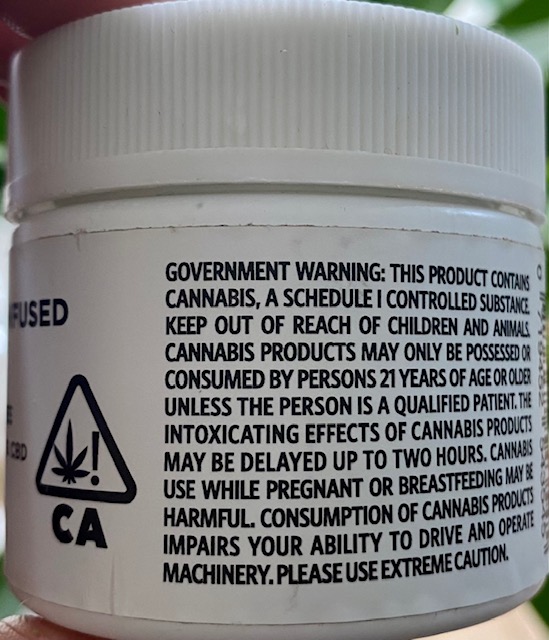 GOVERNMENT WARNING: THIS PRODUCT CONTAINS
CANNABIS, A SCHEDULE I CONTROLLED SUBSTANCE.
KEEP OUT OF REACH OF CHILDREN AND ANIMALS.
CANNABIS PRODUCTS MAY ONLY BE POSSESSED OR
CONSUMED BY PERSONS 21 YEARS OF AGE OR OLDER
UNLESS THE PERSON IS A QUALIFIED PATIENT. THE
INTOXICATING EFFECTS OF CANNABIS PRODUCTS
MAY BE DELAYED UP TO TWO HOURS. CANNABIS
USE WHILE PREGNANT OR BREASTFEEDING MAY BE
HARMFUL. CONSUMPTION OF CANNABIS PRODUCTS
IMPAIRS YOUR ABILITY TO DRIVE AND OPERATE
MACHINERY. PLEASE USE EXTREME CAUTION.
FUSED
CBD
!
CA